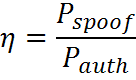 η = P_spoof / P_auth